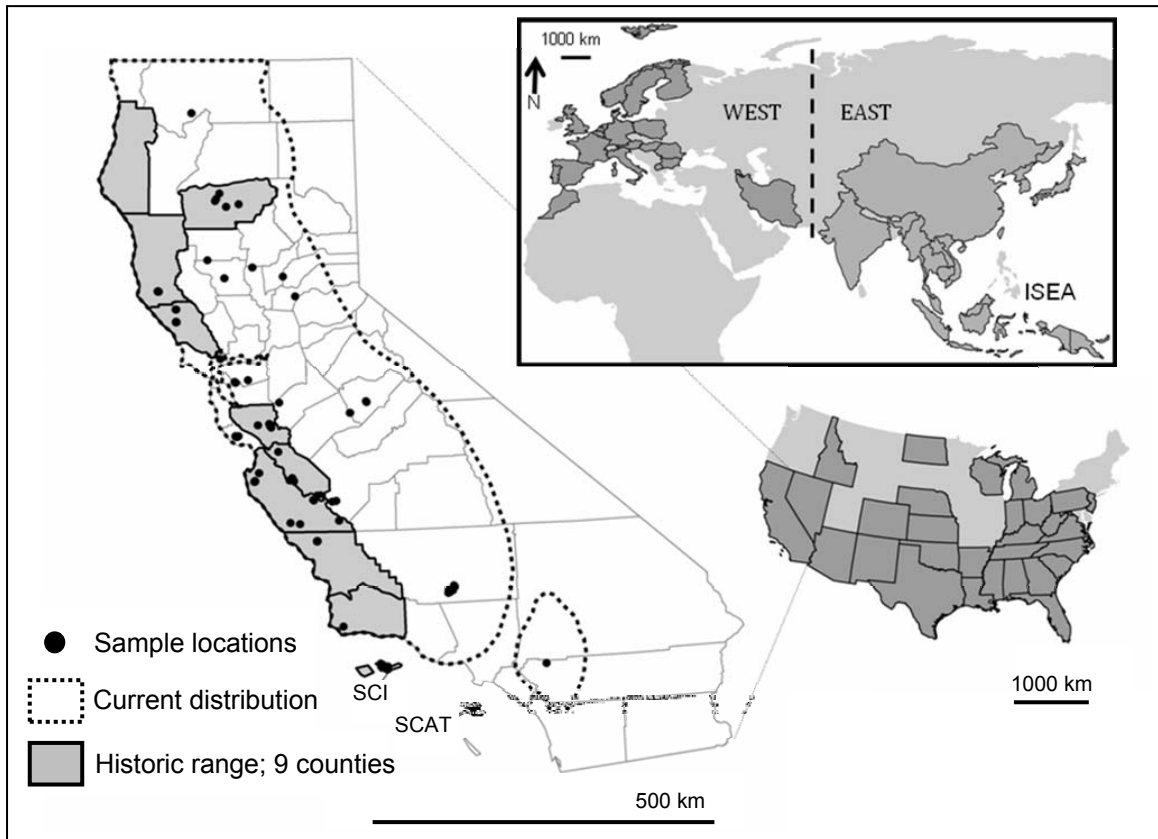 1000 km
N
WEST
EAST
ISEA
Sample locations
Current distribution
Historic range; 9 counties
SCI
SCAT
500 km
1000 km